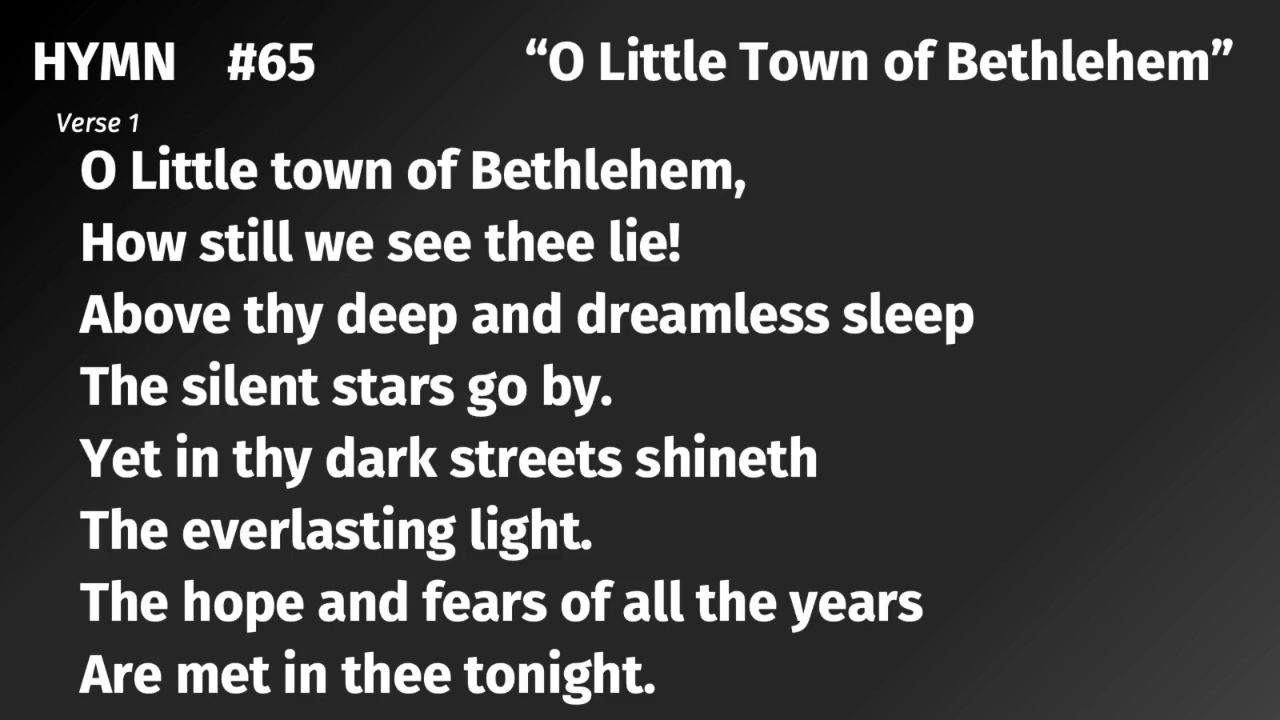 HYMN #65 “O Little Town of Bethlehem”
Verse 1
O Little town of Bethlehem,
How still we see thee lie!
Above thy deep and dreamless sleep
The silent stars go by.
Yet in thy dark streets shineth
The everlasting light.
The hope and fears of all the years
Are met in thee tonight.